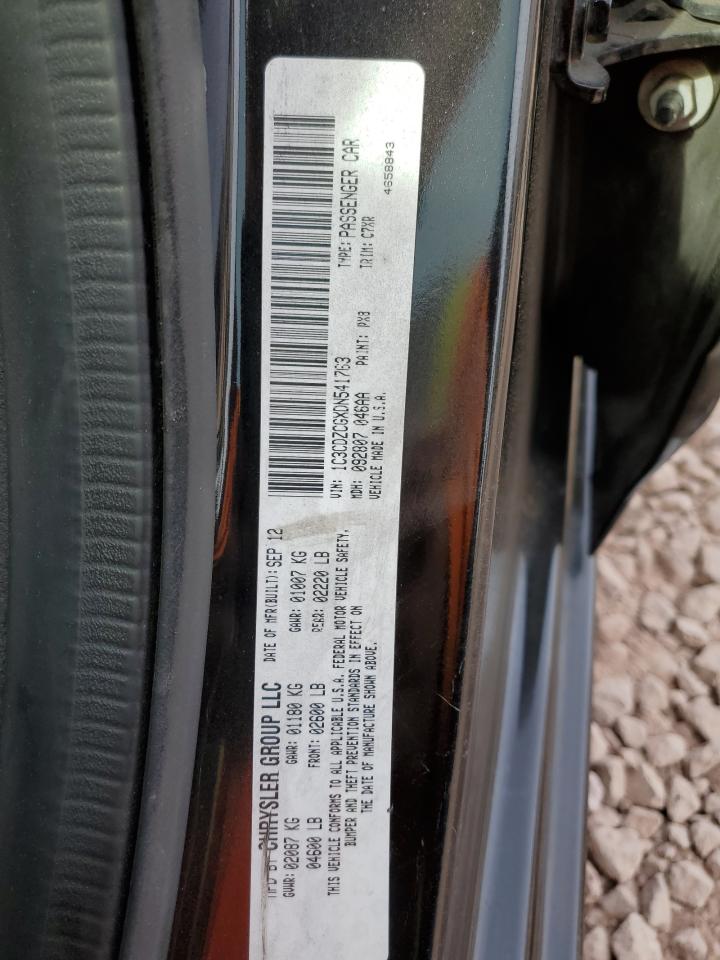 MFD BY CHRYSLER GROUP LLC DATE OF MFR(BUILT): SEP 12
GVWR: 02087 KG GAWR: 01180 KG GAWR: 01007 KG
04600 LB FRONT: 02600 LB REAR: 02220 LB
THIS VEHICLE CONFORMS TO ALL APPLICABLE U.S.A. FEDERAL MOTOR VEHICLE SAFETY,
BUMPER AND THEFT PREVENTION STANDARDS IN EFFECT ON
THE DATE OF MANUFACTURE SHOWN ABOVE.
VIN: 1C3CDZCGXDN541763 TYPE: PASSENGER CAR
MDH: 092807 046AA PAINT: PX8 TRIM: C7XR
VEHICLE MADE IN U.S.A.
4658843